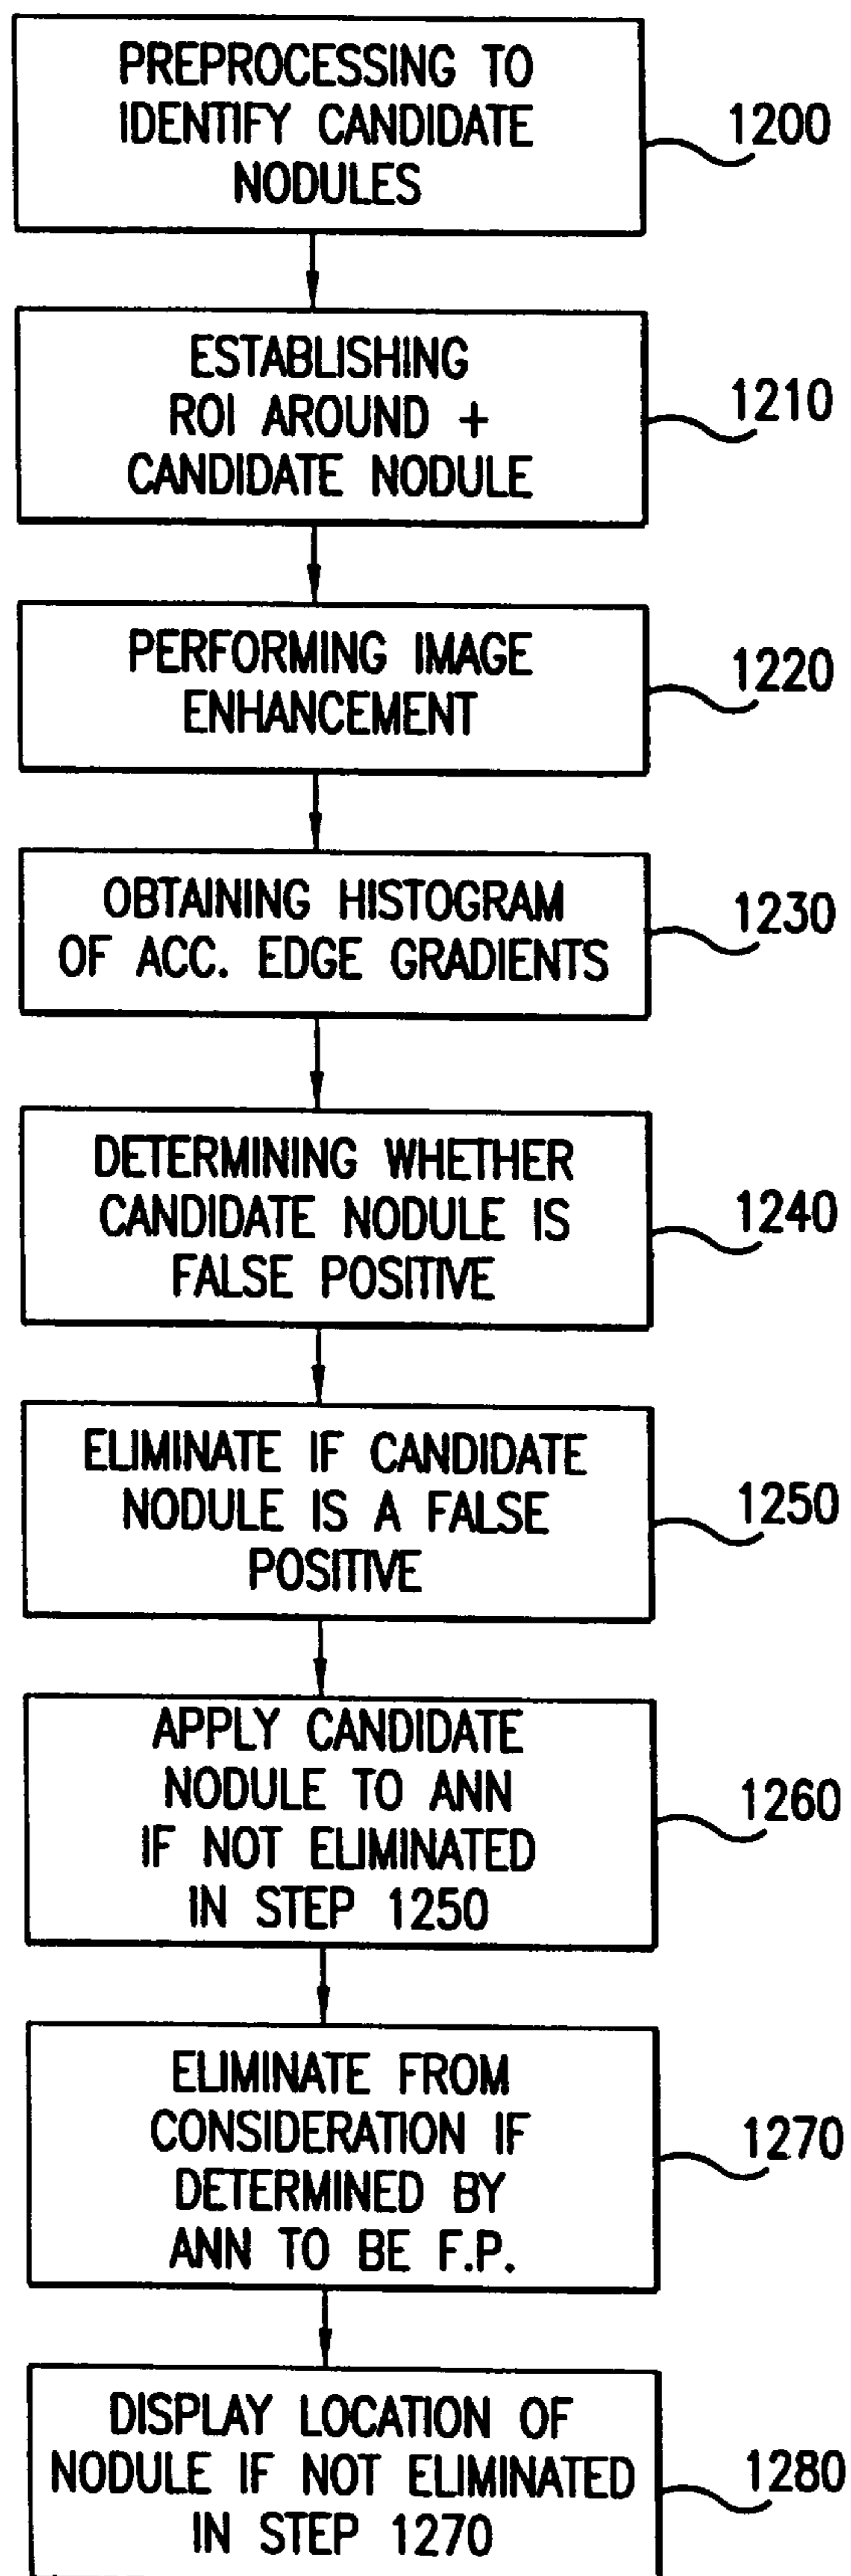 PREPROCESSING TO
IDENTIFY CANDIDATE
NODULES
1200
ESTABLISHING
ROI AROUND +
CANDIDATE NODULE
1210
PERFORMING IMAGE
ENHANCEMENT
1220
OBTAINING HISTOGRAM
OF ACC. EDGE GRADIENTS
1230
DETERMINING WHETHER
CANDIDATE NODULE IS
FALSE POSITIVE
1240
ELIMINATE IF CANDIDATE
NODULE IS A FALSE
POSITIVE
1250
APPLY CANDIDATE
NODULE TO ANN
IF NOT ELIMINATED
IN STEP 1250
1260
ELIMINATE FROM
CONSIDERATION IF
DETERMINED BY
ANN TO BE F.P.
1270
DISPLAY LOCATION OF
NODULE IF NOT ELIMINATED
IN STEP 1270
1280